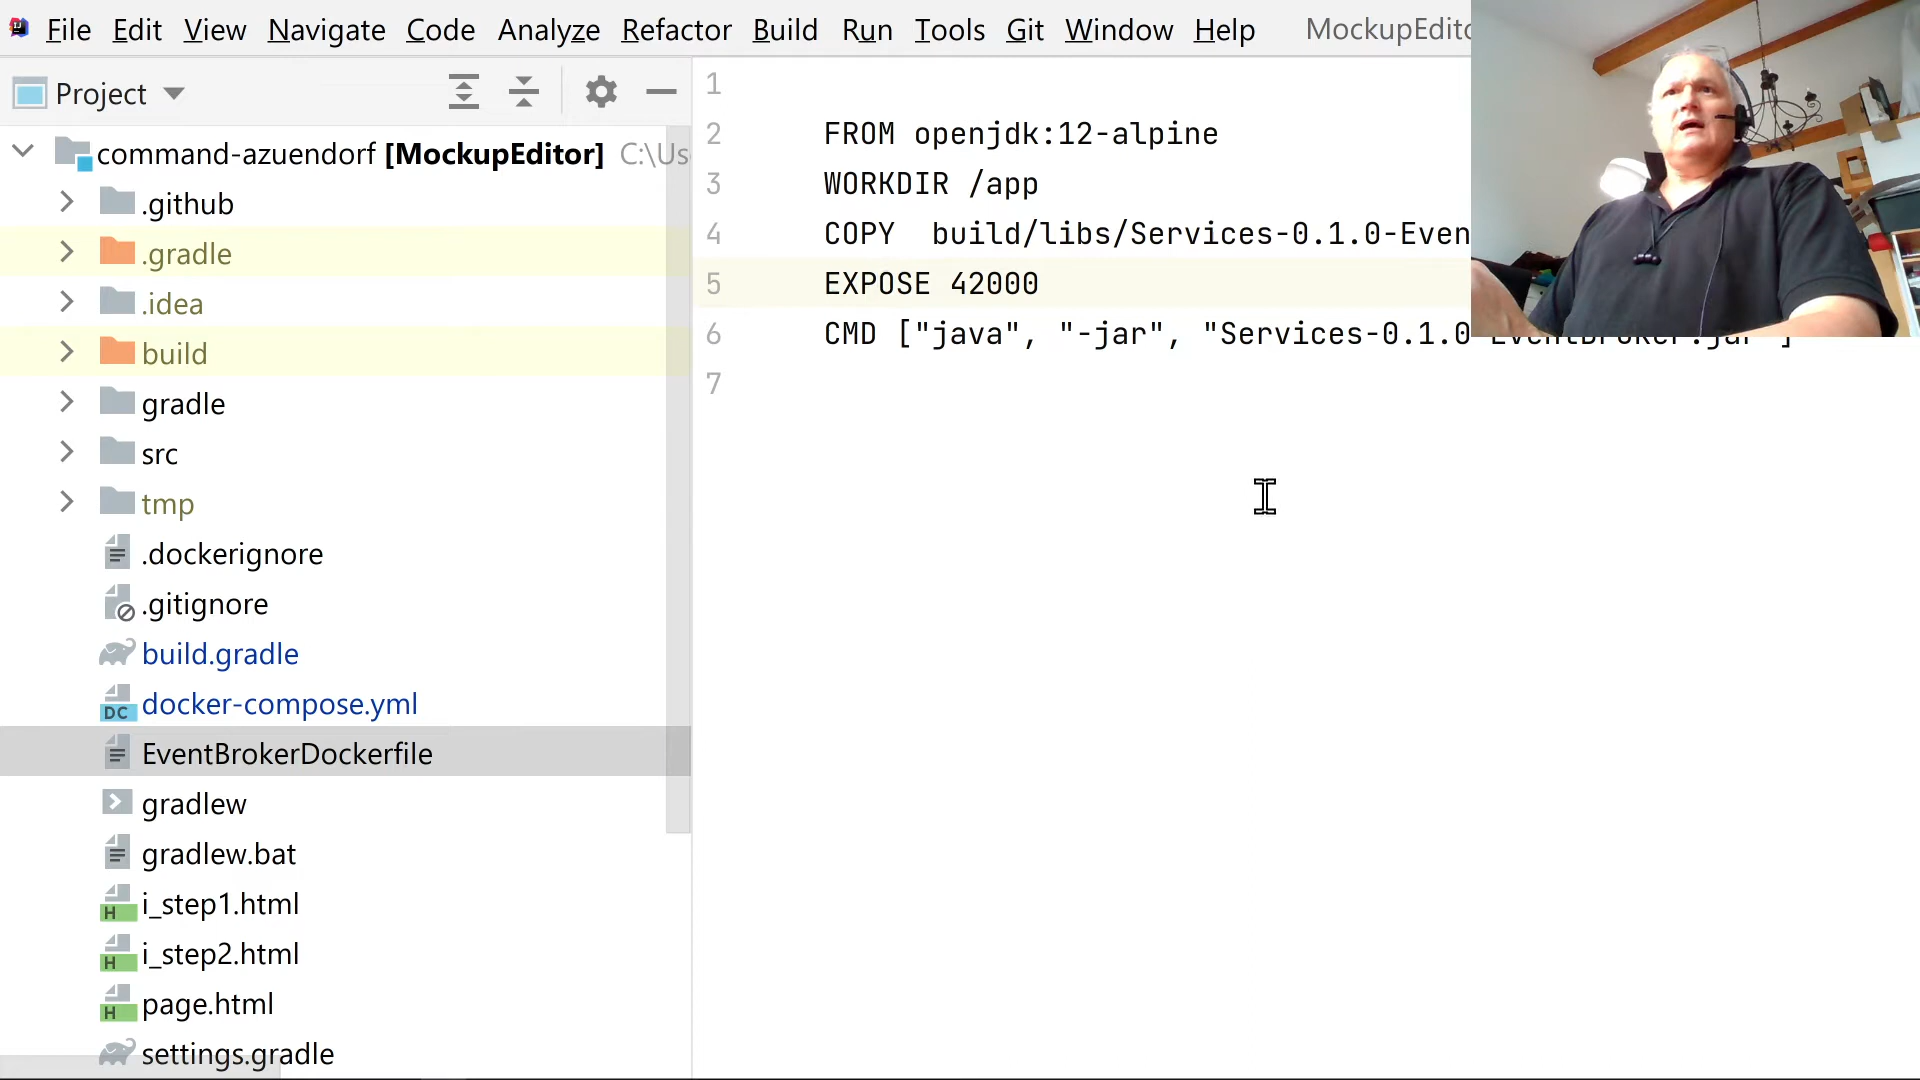 File Edit View Navigate Code Analyze Refactor Build Run Tools Git Window Help
Project
command-azuendorf [MockupEditor] C:\Us
.github
.gradle
.idea
build
gradle
src
tmp
.dockerignore
.gitignore
build.gradle
DC docker-compose.yml
EventBrokerDockerfile
gradlew
gradlew.bat
H i_step1.html
H i_step2.html
H page.html
settings.gradle
1
2 FROM openjdk:12-alpine
3 WORKDIR /app
4 COPY build/libs/Services-0.1.0-Even
5 EXPOSE 42000
6 CMD ["java", "-jar", "Services-0.1.0
7